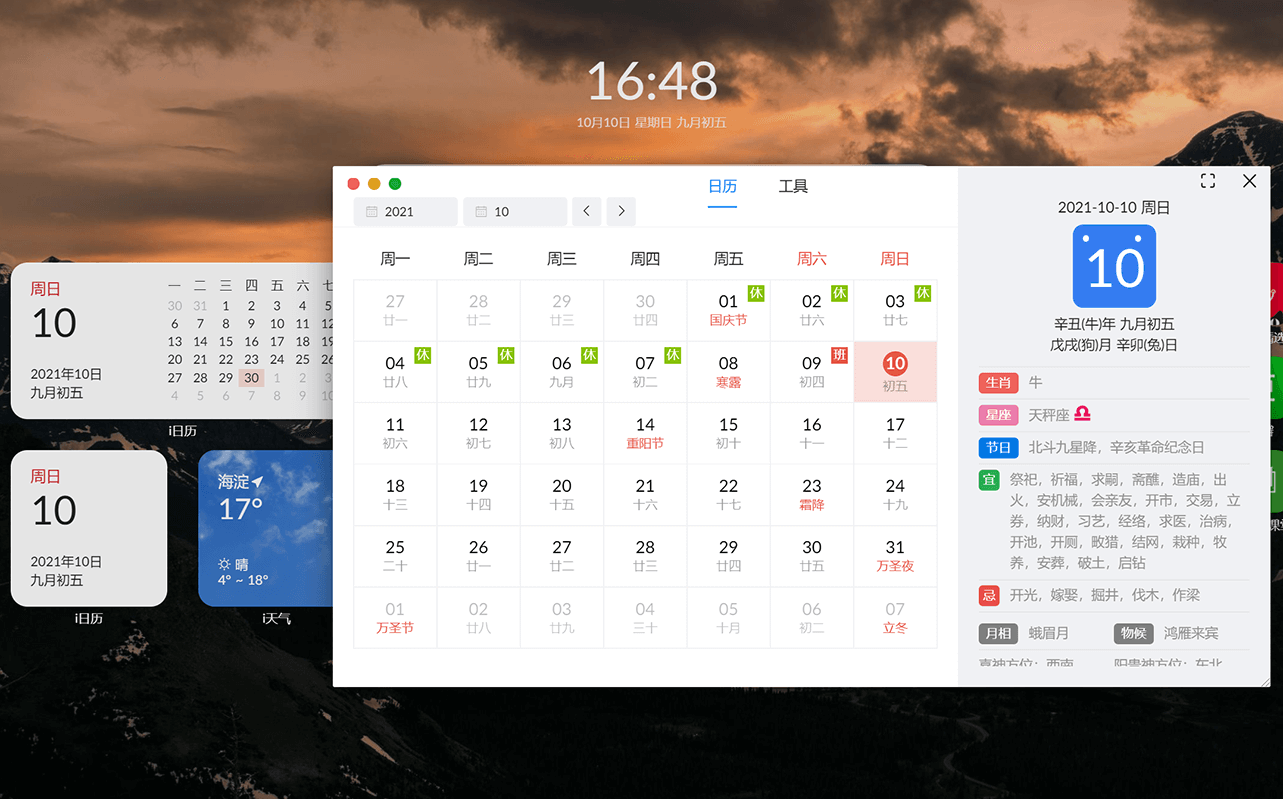 16:48
10月10日 星期日 九月初五
日历 工具
2021 10
周一 周二 周三 周四 周五 周六 周日
27 28 29 30 01 休 02 休 03 休
廿一 廿二 廿三 廿四 国庆节 廿六 廿七
04 休 05 休 06 休 07 休 08 09 班 10
廿八 廿九 九月 初二 寒露 初四 初五
11 12 13 14 15 16 17
初六 初七 初八 重阳节 初十 十一 十二
18 19 20 21 22 23 24
十三 十四 十五 十六 十七 霜降 十九
25 26 27 28 29 30 31
二十 廿一 廿二 廿三 廿四 廿五 万圣夜
01 02 03 04 05 06 07
万圣节 廿八 廿九 三十 十月 初二 立冬
2021-10-10 周日
10
辛丑(牛)年 九月初五
戊戌(狗)月 辛卯(兔)日
生肖 牛
星座 天秤座
节日 北斗九星降，辛亥革命纪念日
宜 祭祀，祈福，求嗣，斋醮，造庙，出
火，安机械，会亲友，开市，交易，立
券，纳财，习艺，经络，求医，治病，
开池，开厕，畋猎，结网，栽种，牧
养，安葬，破土，启钻
忌 开光，嫁娶，掘井，伐木，作梁
月相 蛾眉月 物候 鸿雁来宾
喜神方位：西南 阳贵神方位：东北
周日
10
2021年10日
九月初五
一 二 三 四 五 六 七
30 31 1 2 3 4 5
6 7 8 9 10 11 12
13 14 15 16 17 18 19
20 21 22 23 24 25 26
27 28 29 30 1 2 3
4 5 6 7 8 9 10
i日历
周日
10
2021年10日
九月初五
i日历
海淀
17°
晴
4° ~ 18°
i天气